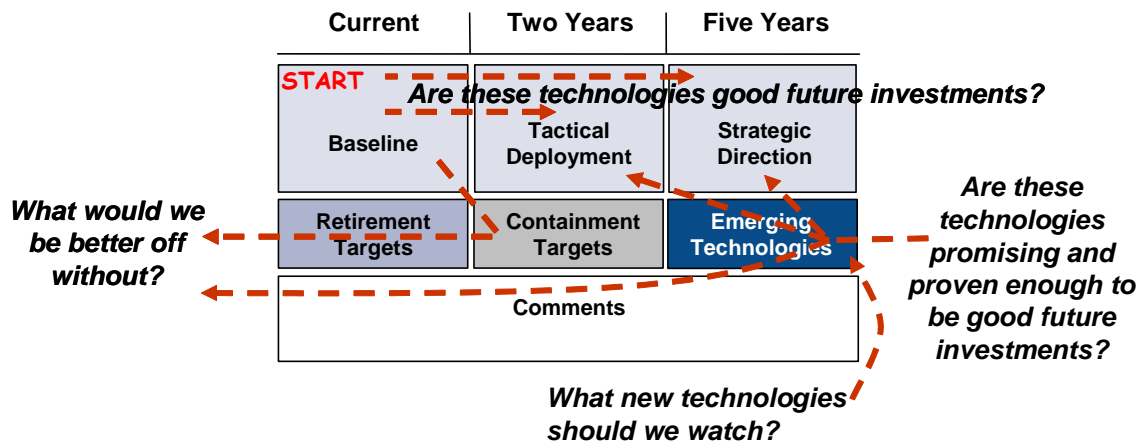 Current Two Years Five Years
START
Are these technologies good future investments?
Baseline
Tactical
Deployment
Strategic
Direction
What would we
be better off
without?
Retirement
Targets
Containment
Targets
Emerging
Technologies
Are these
technologies
promising and
proven enough to
be good future
investments?
Comments
What new technologies
should we watch?